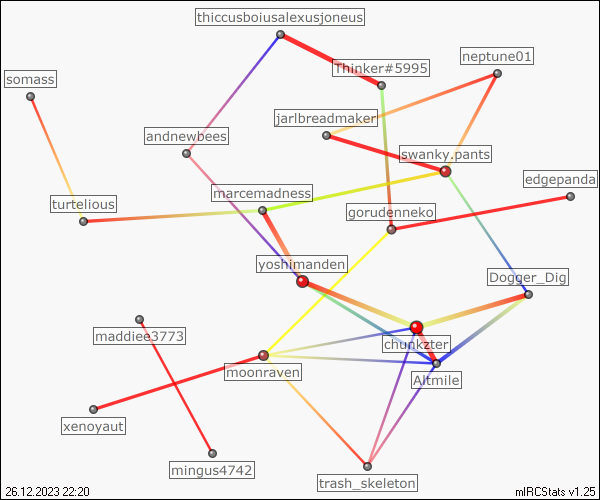 thiccusboiusalexusjoneus
neptune01
Thinker#5995
somass
jarlbreadmaker
andnewbees
swanky.pants
edgepanda
marcemadness
turtelious
gorudenneko
yoshimanden
Dogger_Dig
maddiee3773
chunkzter
moonraven
Altmile
xenoyaut
mingus4742
trash_skeleton
26.12.2023 22:20
mIRCStats v1.25